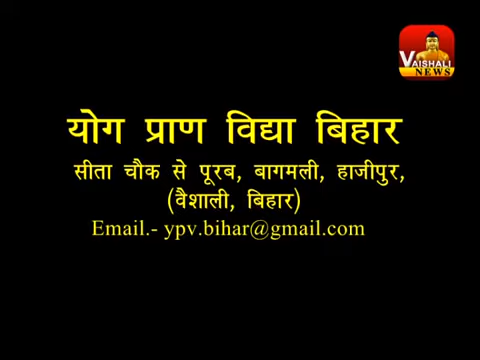 VAISHALI
NEWS
योग प्राण विद्या बिहार
सीता चौक से पूरब, बागमली, हाजीपुर,
(वैशाली, बिहार)
Email.- ypv.bihar@gmail.com